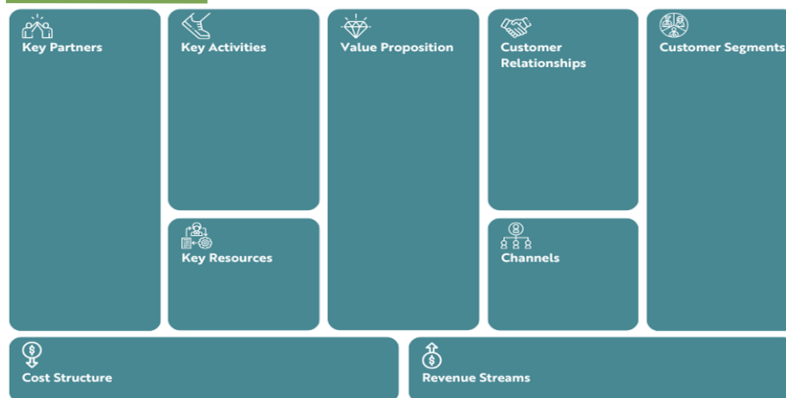 Key Partners
Key Activities
Value Proposition
Customer
Relationships
Customer Segments
Key Resources
Channels
Cost Structure
Revenue Streams